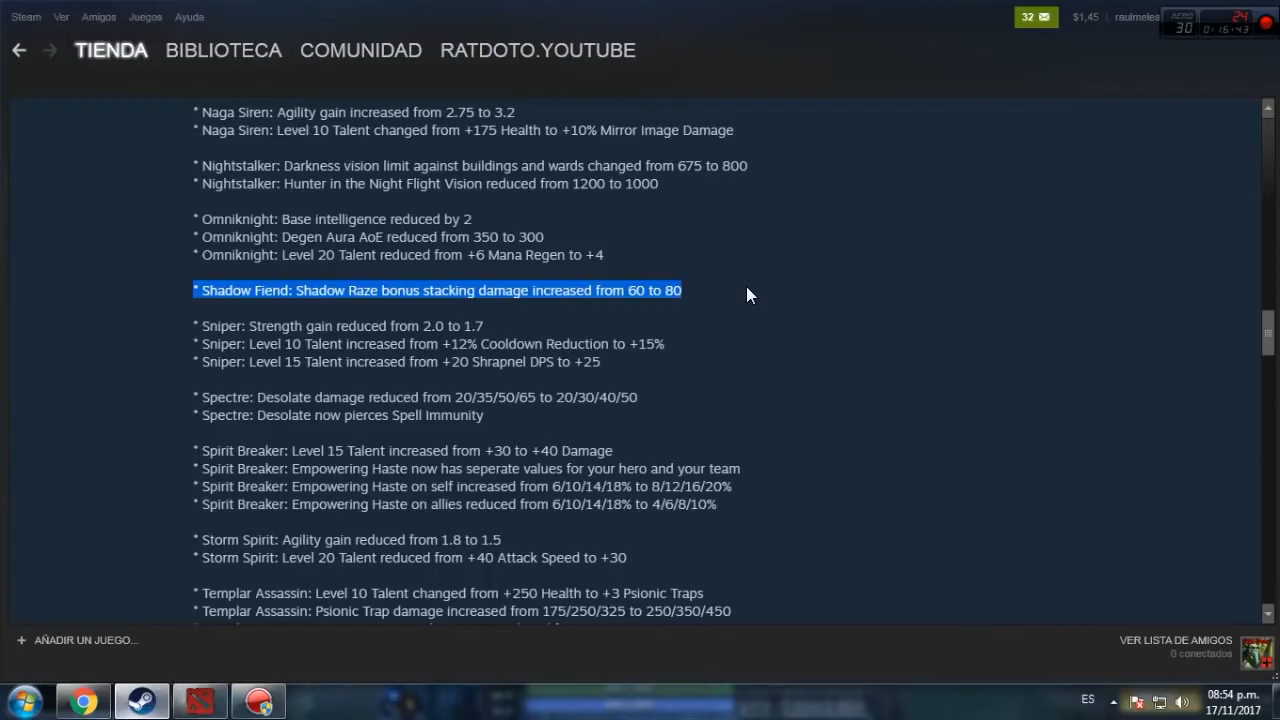 Steam Ver Amigos Juegos Ayuda 32 $1,45 raulmelea
AERO 30 24 0:16:43
TIENDA BIBLIOTECA COMUNIDAD RATDOTO.YOUTUBE
* Naga Siren: Agility gain increased from 2.75 to 3.2
* Naga Siren: Level 10 Talent changed from +175 Health to +10% Mirror Image Damage
* Nightstalker: Darkness vision limit against buildings and wards changed from 675 to 800
* Nightstalker: Hunter in the Night Flight Vision reduced from 1200 to 1000
* Omniknight: Base intelligence reduced by 2
* Omniknight: Degen Aura AoE reduced from 350 to 300
* Omniknight: Level 20 Talent reduced from +6 Mana Regen to +4
* Shadow Fiend: Shadow Raze bonus stacking damage increased from 60 to 80
* Sniper: Strength gain reduced from 2.0 to 1.7
* Sniper: Level 10 Talent increased from +12% Cooldown Reduction to +15%
* Sniper: Level 15 Talent increased from +20 Shrapnel DPS to +25
* Spectre: Desolate damage reduced from 20/35/50/65 to 20/30/40/50
* Spectre: Desolate now pierces Spell Immunity
* Spirit Breaker: Level 15 Talent increased from +30 to +40 Damage
* Spirit Breaker: Empowering Haste now has seperate values for your hero and your team
* Spirit Breaker: Empowering Haste on self increased from 6/10/14/18% to 8/12/16/20%
* Spirit Breaker: Empowering Haste on allies reduced from 6/10/14/18% to 4/6/8/10%
* Storm Spirit: Agility gain reduced from 1.8 to 1.5
* Storm Spirit: Level 20 Talent reduced from +40 Attack Speed to +30
* Templar Assassin: Level 10 Talent changed from +250 Health to +3 Psionic Traps
* Templar Assassin: Psionic Trap damage increased from 175/250/325 to 250/350/450
+ AÑADIR UN JUEGO... VER LISTA DE AMIGOS
0 conectados
ES 08:54 p.m.
17/11/2017